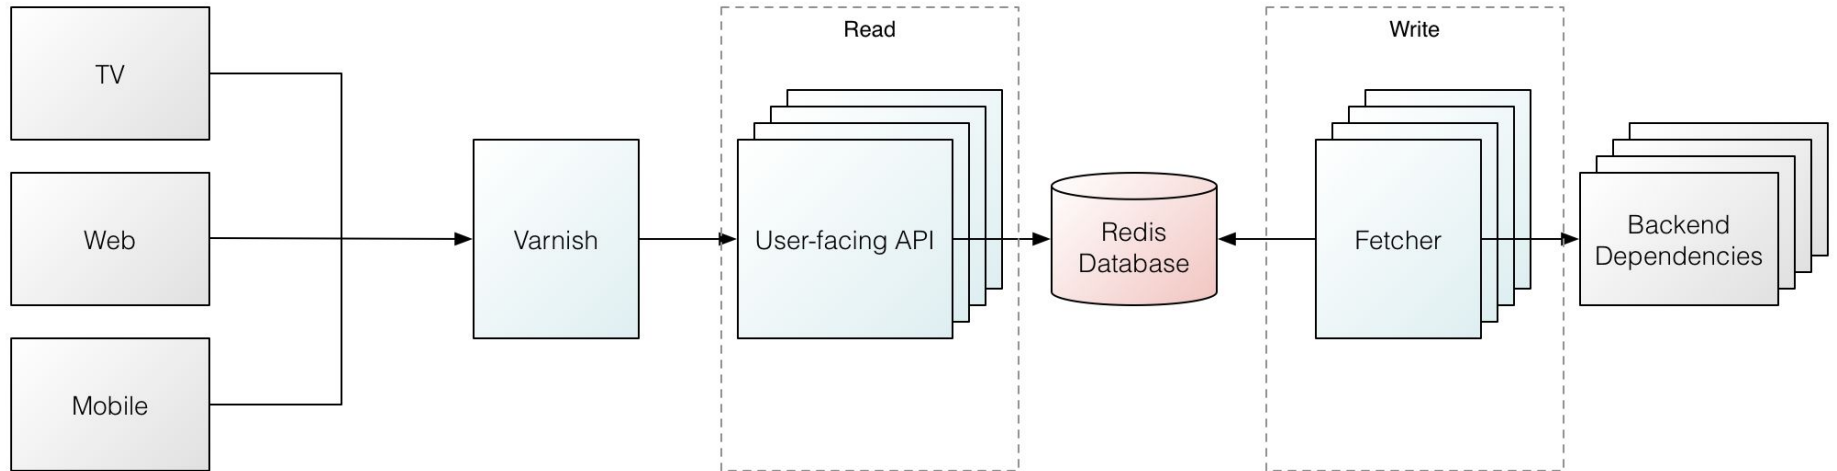 Read
Write
TV
Web
Mobile
Varnish
User-facing API
Redis
Database
Fetcher
Backend
Dependencies